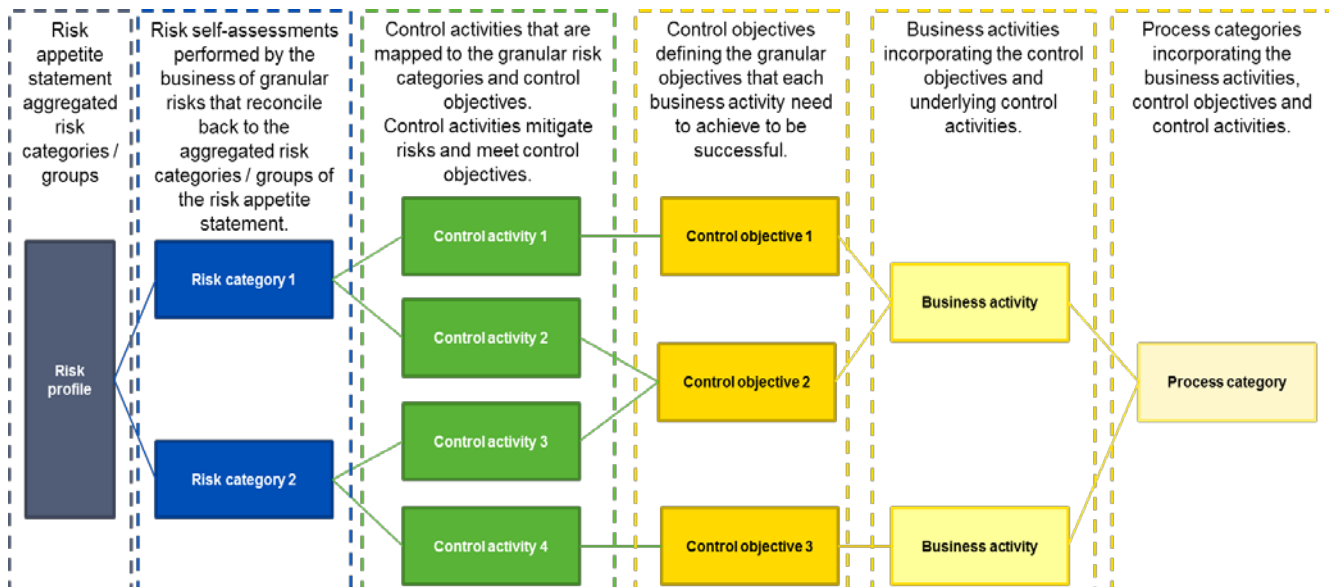 Risk
appetite
statement
aggregated
risk
categories /
groups
Risk self-assessments
performed by the
business of granular
risks that reconcile
back to the
aggregated risk
categories / groups of
the risk appetite
statement.
Control activities that are
mapped to the granular risk
categories and control
objectives.
Control activities mitigate
risks and meet control
objectives.
Control objectives
defining the granular
objectives that each
business activity need
to achieve to be
successful.
Business activities
incorporating the control
objectives and
underlying control
activities.
Process categories
incorporating the
business activities,
control objectives and
control activities.
Risk
profile
Risk category 1
Risk category 2
Control activity 1
Control activity 2
Control activity 3
Control activity 4
Control objective 1
Control objective 2
Control objective 3
Business activity
Business activity
Process category